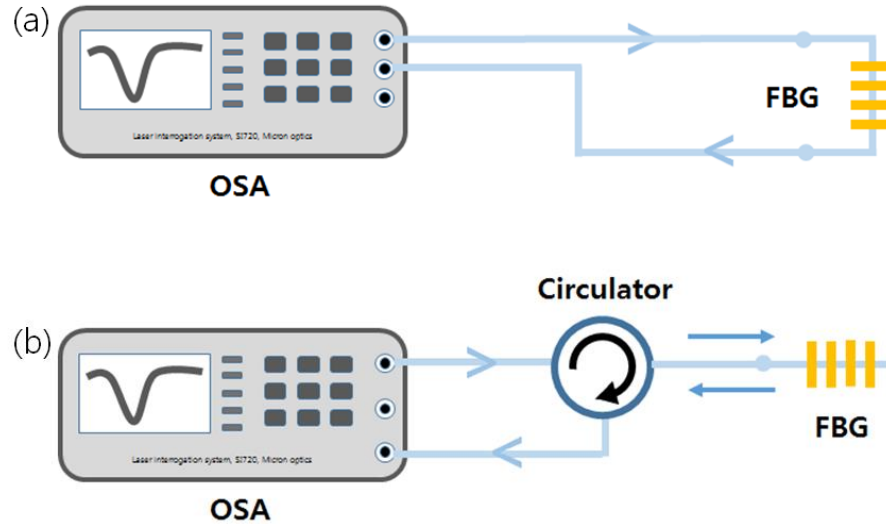 (a)
FBG
Laser interrogation system, SI720, Micron optics
OSA
Circulator
(b)
FBG
Laser interrogation system, SI720, Micron optics
OSA